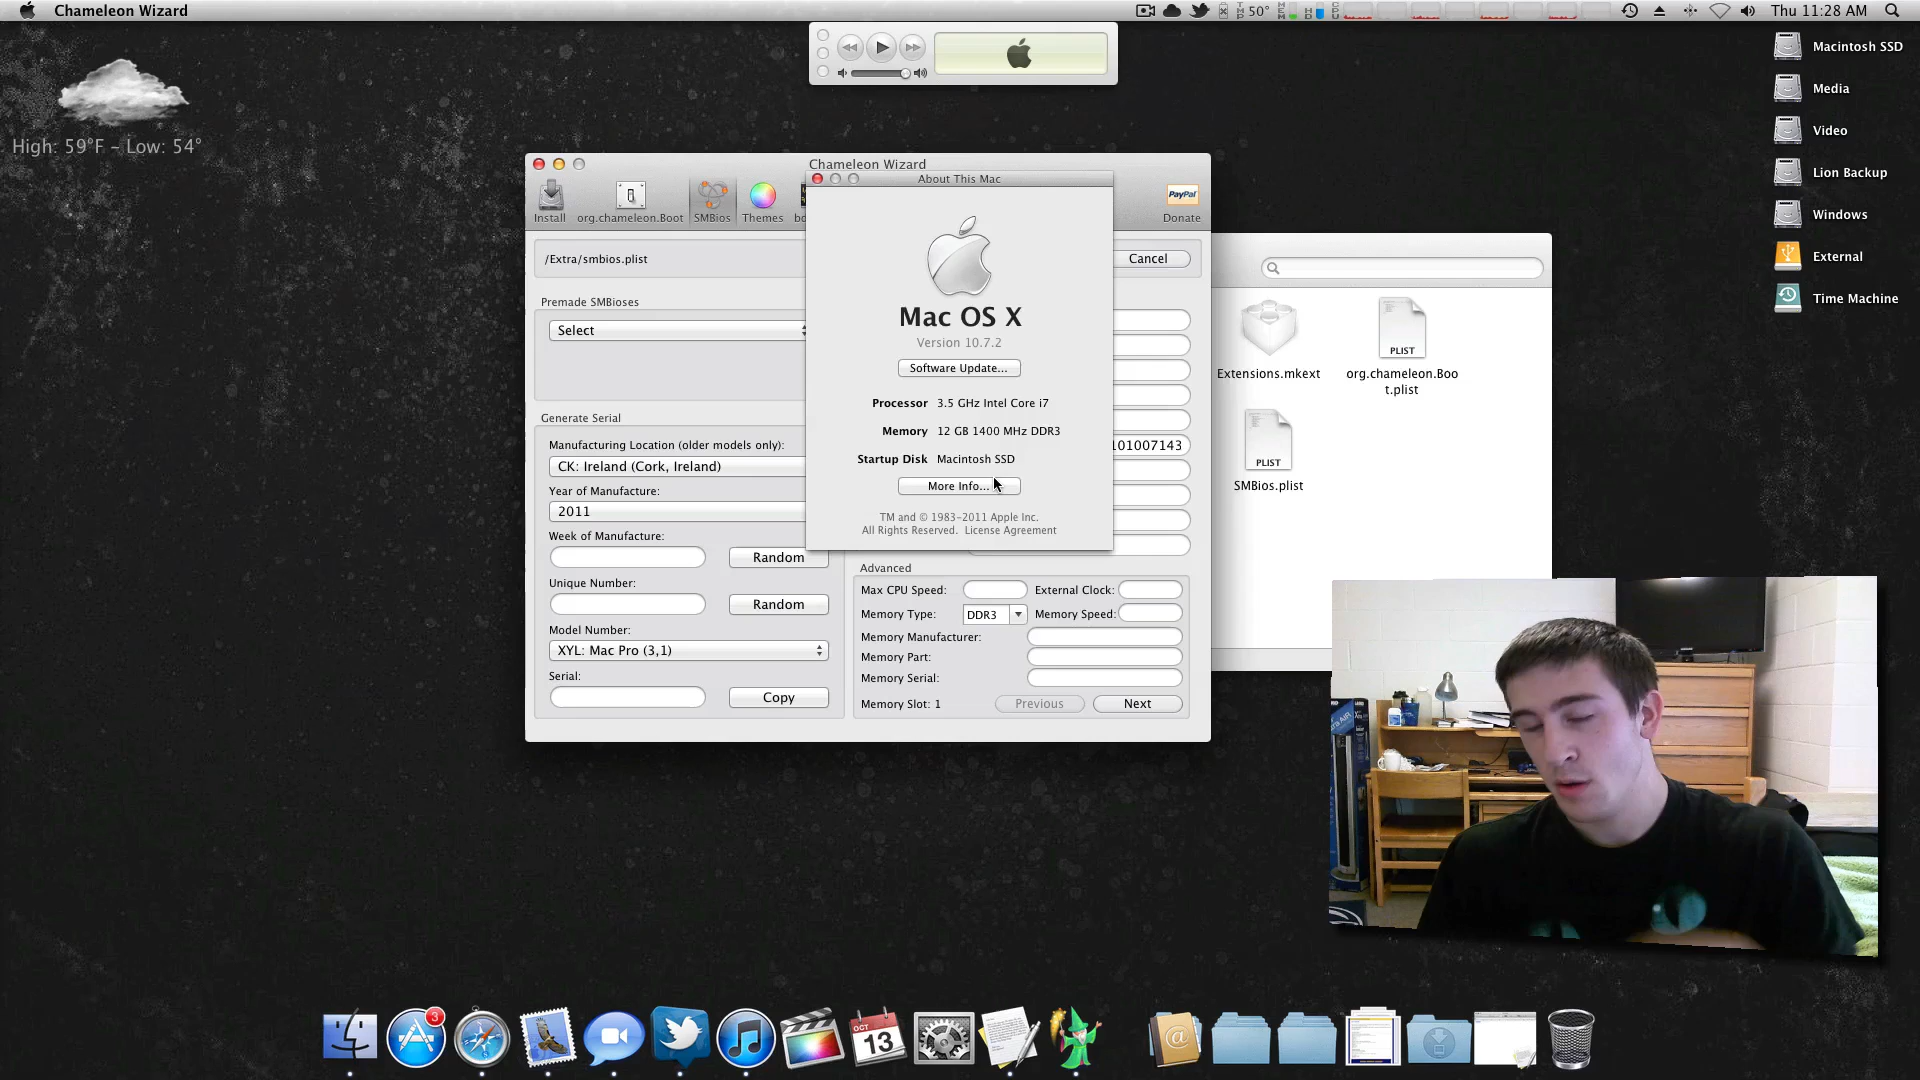 Chameleon Wizard
50°
Thu 11:28 AM
Macintosh SSD
Media
Video
Lion Backup
Windows
External
Time Machine
High: 59°F – Low: 54°
Chameleon Wizard
Install
org.chameleon.Boot
SMBios
Themes
bo
PayPal
Donate
/Extra/smbios.plist
Cancel
Premade SMBioses
Select
Generate Serial
Manufacturing Location (older models only):
CK: Ireland (Cork, Ireland)
Year of Manufacture:
2011
Week of Manufacture:
Random
Unique Number:
Random
Model Number:
XYL: Mac Pro (3,1)
Serial:
Copy
101007143
Advanced
Max CPU Speed:
External Clock:
Memory Type:
DDR3
Memory Speed:
Memory Manufacturer:
Memory Part:
Memory Serial:
Memory Slot: 1
Previous
Next
About This Mac
Mac OS X
Version 10.7.2
Software Update...
Processor 3.5 GHz Intel Core i7
Memory 12 GB 1400 MHz DDR3
Startup Disk Macintosh SSD
More Info...
TM and © 1983-2011 Apple Inc.
All Rights Reserved. License Agreement
PLIST
Extensions.mkext
org.chameleon.Boo
t.plist
PLIST
SMBios.plist
3
OCT
13
@